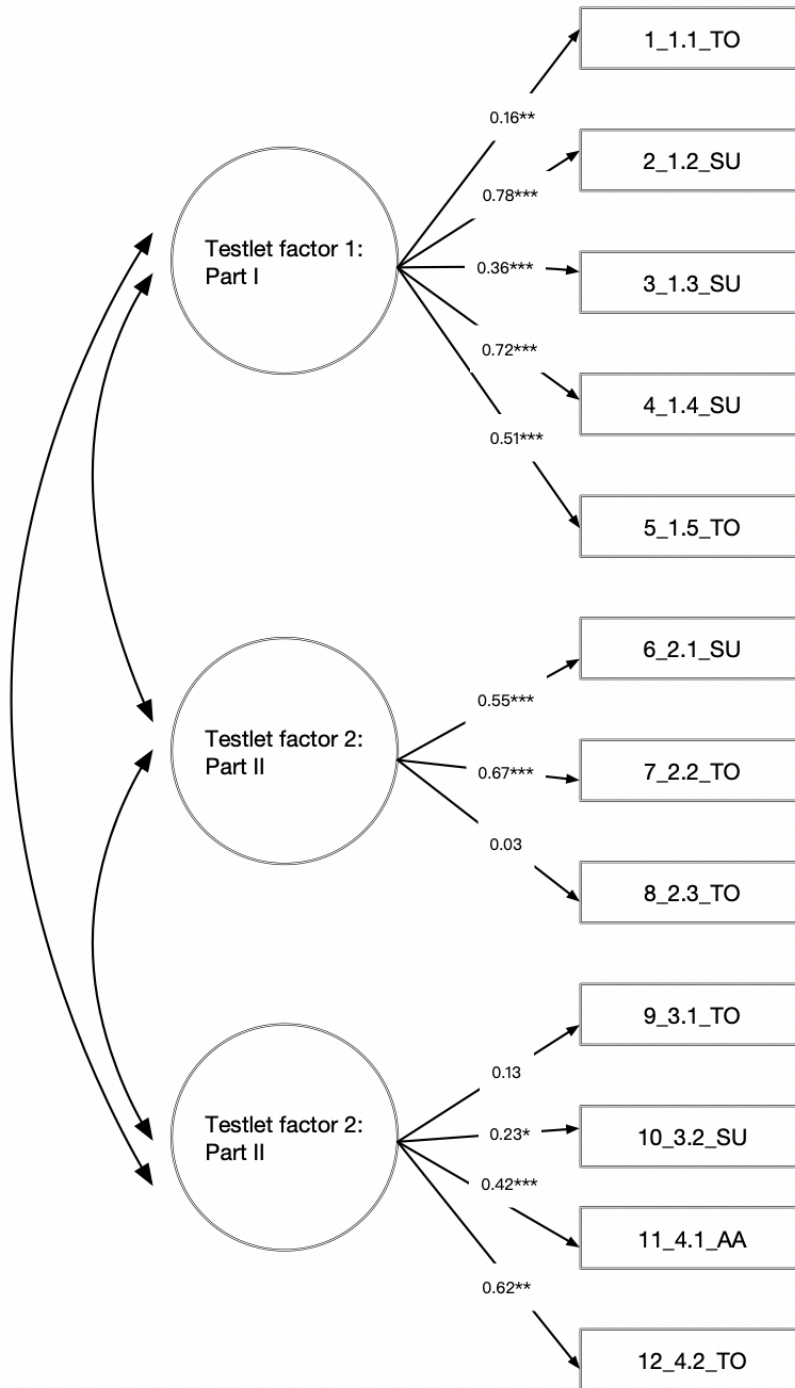 1_1.1_TO
0.16**
2_1.2_SU
0.78***
Testlet factor 1:
Part I
0.36***
3_1.3_SU
0.72***
4_1.4_SU
0.51***
5_1.5_TO
6_2.1_SU
0.55***
Testlet factor 2:
Part II
0.67***
7_2.2_TO
0.03
8_2.3_TO
9_3.1_TO
0.13
Testlet factor 2:
Part II
0.23*
10_3.2_SU
0.42***
11_4.1_AA
0.62**
12_4.2_TO